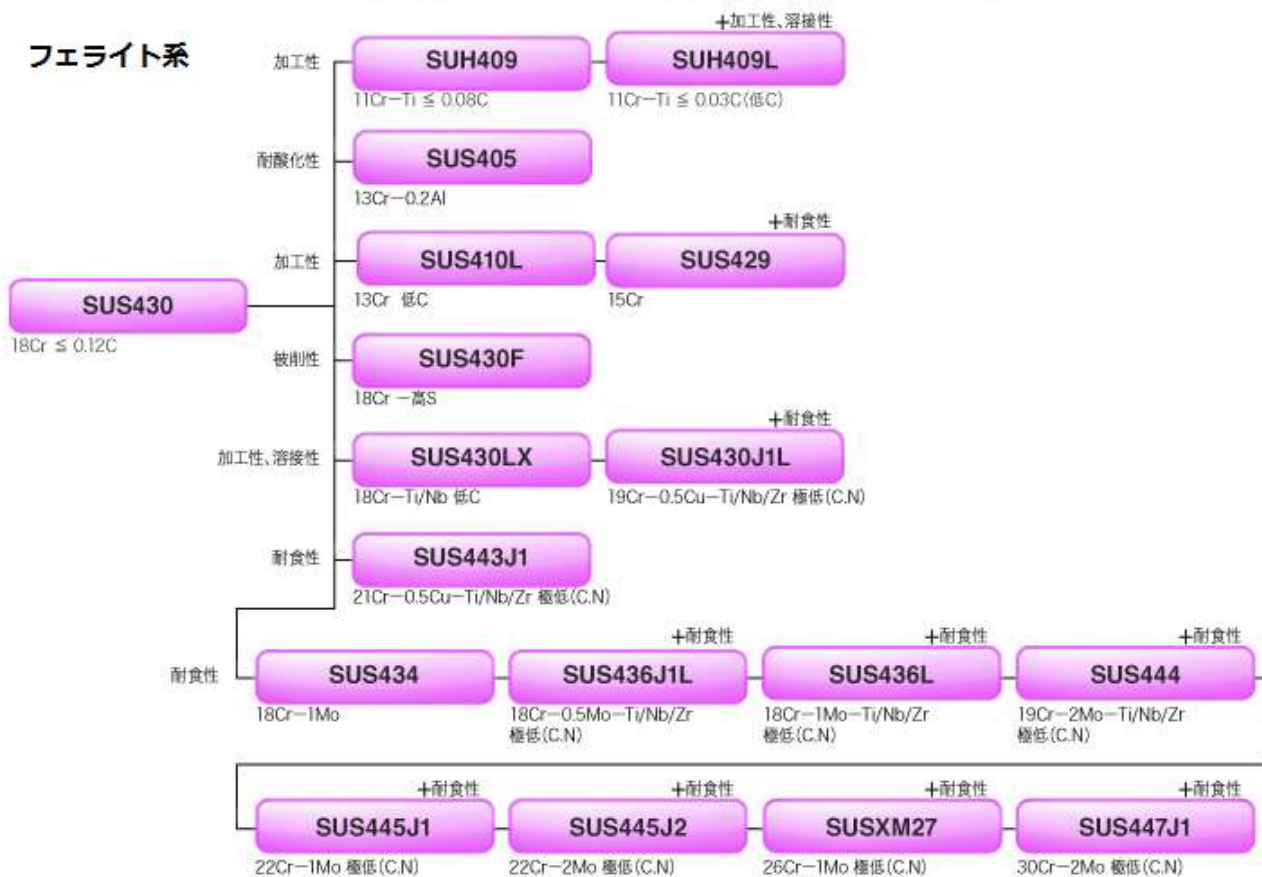 フェライト系
+加工性、溶接性
加工性
SUH409
SUH409L
11Cr−Ti ≦ 0.08C
11Cr−Ti ≦ 0.03C(低C)
耐酸化性
SUS405
13Cr−0.2Al
+耐食性
加工性
SUS410L
SUS429
13Cr 低C
15Cr
SUS430
18Cr ≦ 0.12C
被削性
SUS430F
18Cr −高S
+耐食性
加工性、溶接性
SUS430LX
SUS430J1L
18Cr−Ti/Nb 低C
19Cr−0.5Cu−Ti/Nb/Zr 極低(C.N)
耐食性
SUS443J1
21Cr−0.5Cu−Ti/Nb/Zr 極低(C.N)
+耐食性
+耐食性
+耐食性
耐食性
SUS434
SUS436J1L
SUS436L
SUS444
18Cr−1Mo
18Cr−0.5Mo−Ti/Nb/Zr
極低(C.N)
18Cr−1Mo−Ti/Nb/Zr
極低(C.N)
19Cr−2Mo−Ti/Nb/Zr
極低(C.N)
+耐食性
+耐食性
+耐食性
+耐食性
SUS445J1
SUS445J2
SUSXM27
SUS447J1
22Cr−1Mo 極低(C.N)
22Cr−2Mo 極低(C.N)
26Cr−1Mo 極低(C.N)
30Cr−2Mo 極低(C.N)